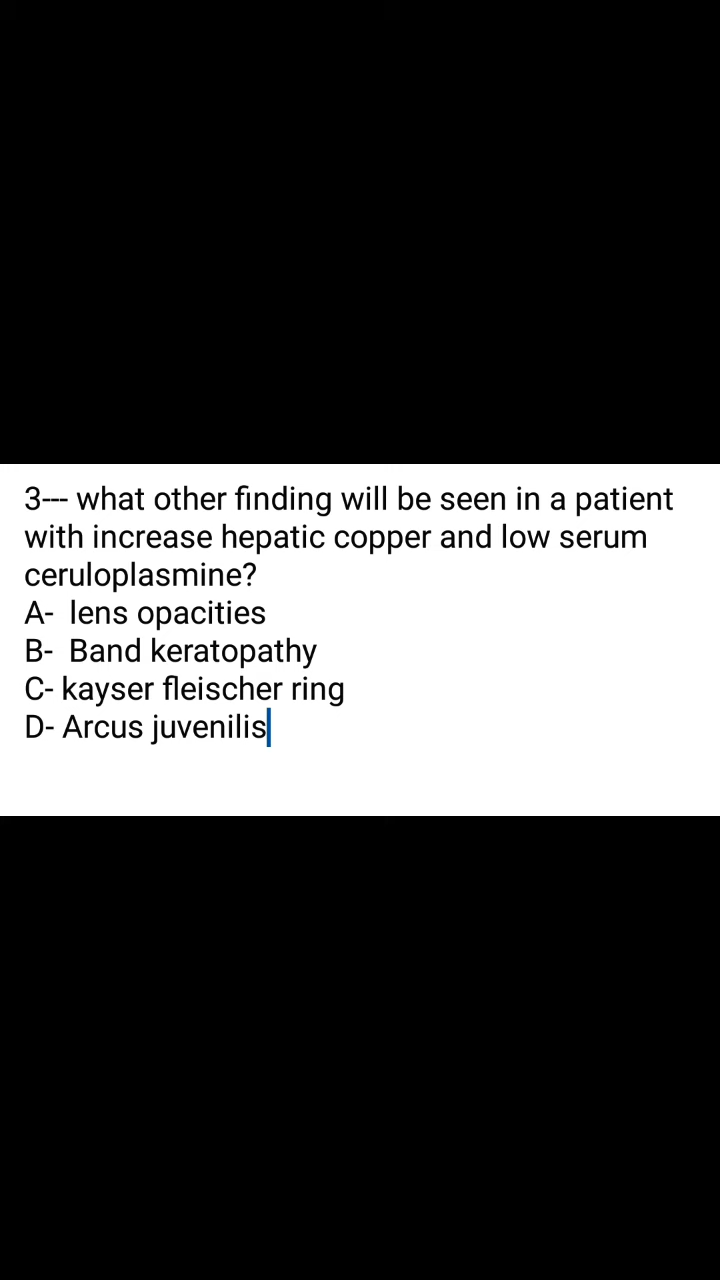 3--- what other finding will be seen in a patient
with increase hepatic copper and low serum
ceruloplasmine?
A-  lens opacities
B-  Band keratopathy
C- kayser fleischer ring
D- Arcus juvenilis